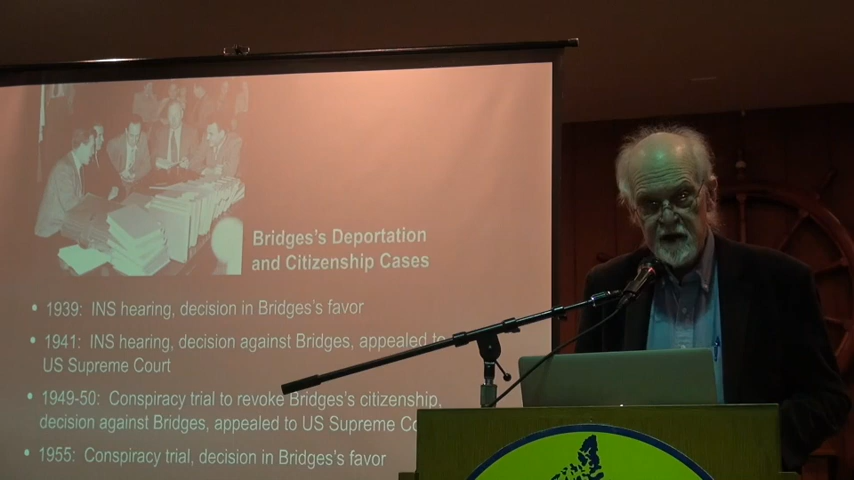 Bridges's Deportation
and Citizenship Cases
• 1939: INS hearing, decision in Bridges's favor
• 1941: INS hearing, decision against Bridges, appealed to
US Supreme Court
• 1949-50: Conspiracy trial to revoke Bridges's citizenship,
decision against Bridges, appealed to US Supreme
• 1955: Conspiracy trial, decision in Bridges's favor